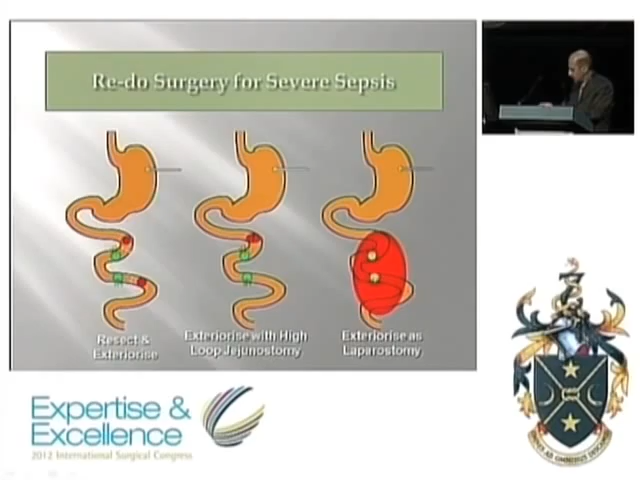 Re-do Surgery for Severe Sepsis
Resect &
Exteriorise
Exteriorise with High
Loop Jejunostomy
Exteriorise as
Laparostomy
Expertise &
Excellence
2012 International Surgical Congress